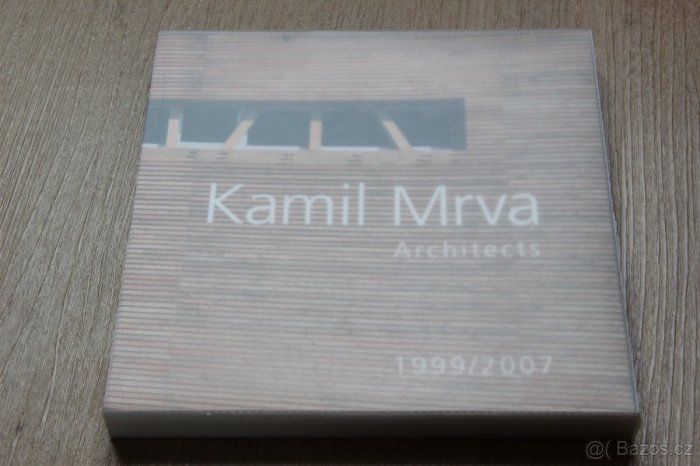 Kamil Mrva
Architects
1999/2007
@( Bazos.cz